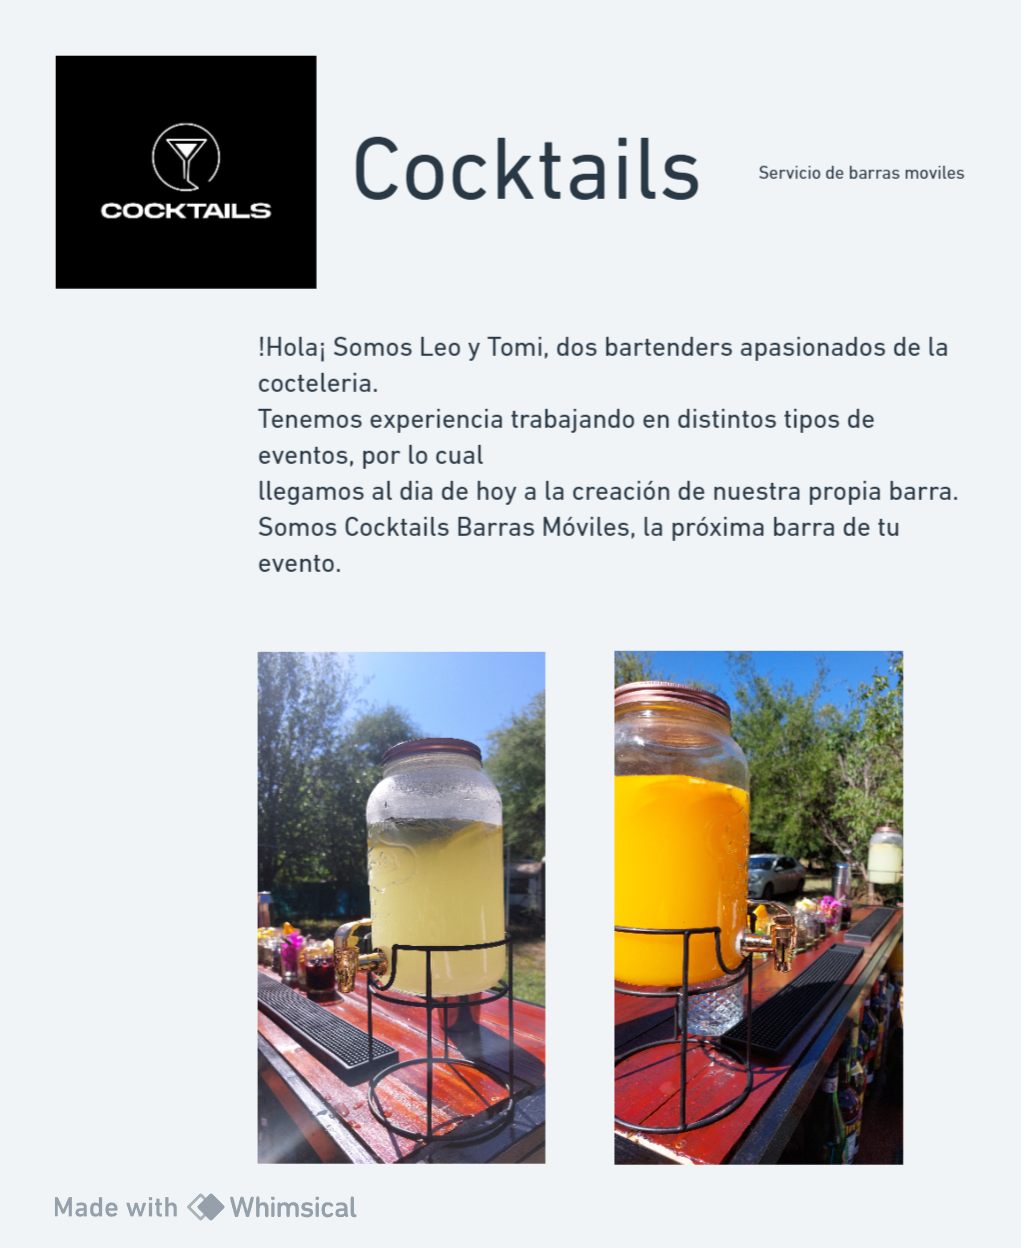 COCKTAILS
Cocktails
Servicio de barras moviles
!Hola¡ Somos Leo y Tomi, dos bartenders apasionados de la
cocteleria.
Tenemos experiencia trabajando en distintos tipos de
eventos, por lo cual
llegamos al dia de hoy a la creación de nuestra propia barra.
Somos Cocktails Barras Móviles, la próxima barra de tu
evento.
Made with Whimsical